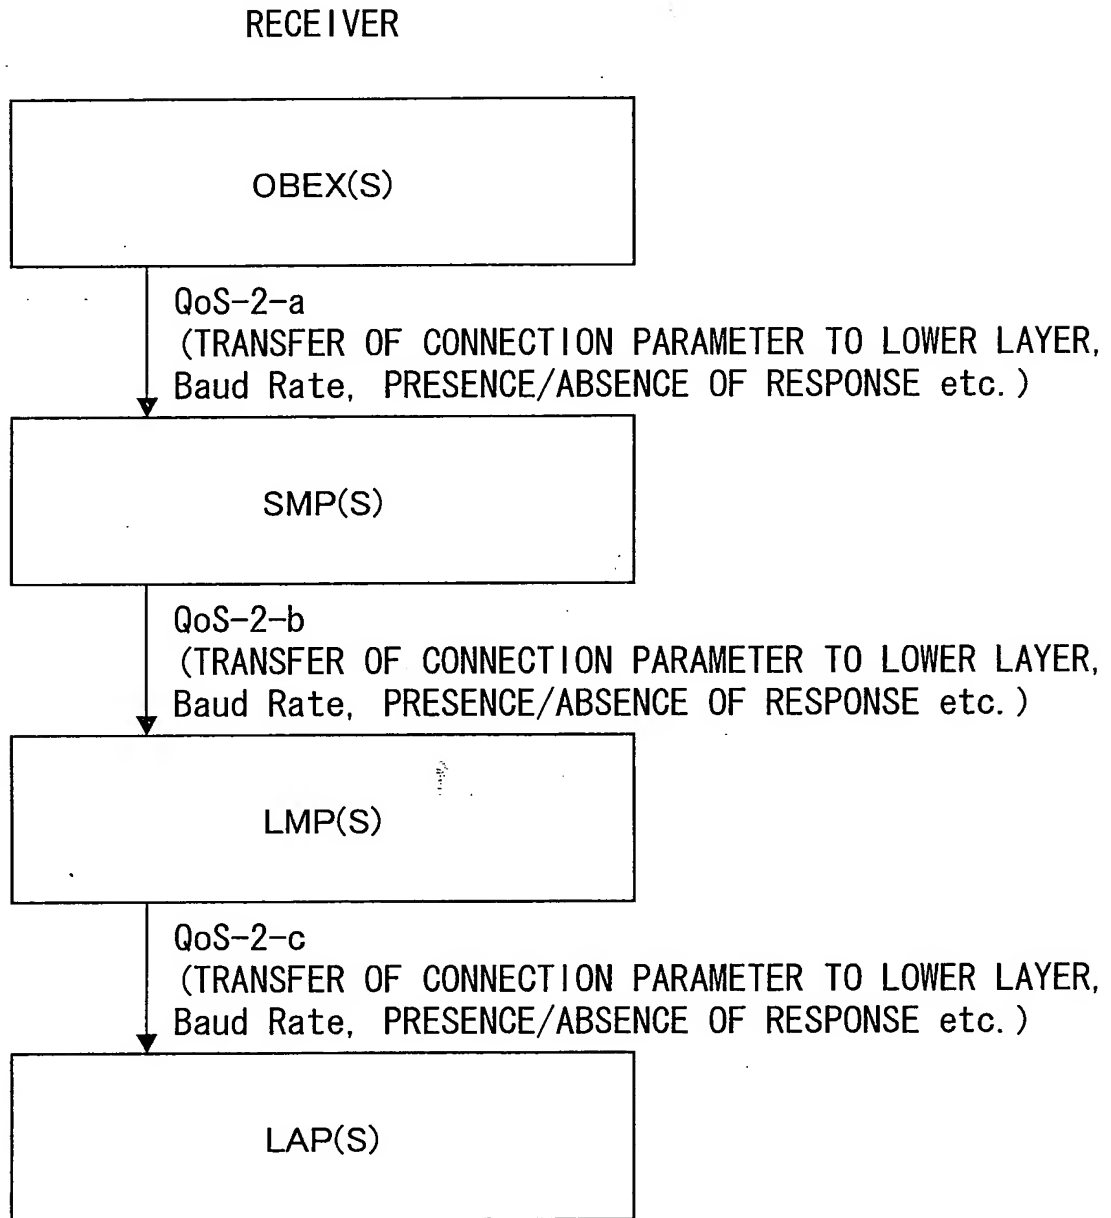 RECEIVER
OBEX(S)
QoS-2-a
(TRANSFER OF CONNECTION PARAMETER TO LOWER LAYER,
Baud Rate, PRESENCE/ABSENCE OF RESPONSE etc.)
SMP(S)
QoS-2-b
(TRANSFER OF CONNECTION PARAMETER TO LOWER LAYER,
Baud Rate, PRESENCE/ABSENCE OF RESPONSE etc.)
LMP(S)
QoS-2-c
(TRANSFER OF CONNECTION PARAMETER TO LOWER LAYER,
Baud Rate, PRESENCE/ABSENCE OF RESPONSE etc.)
LAP(S)